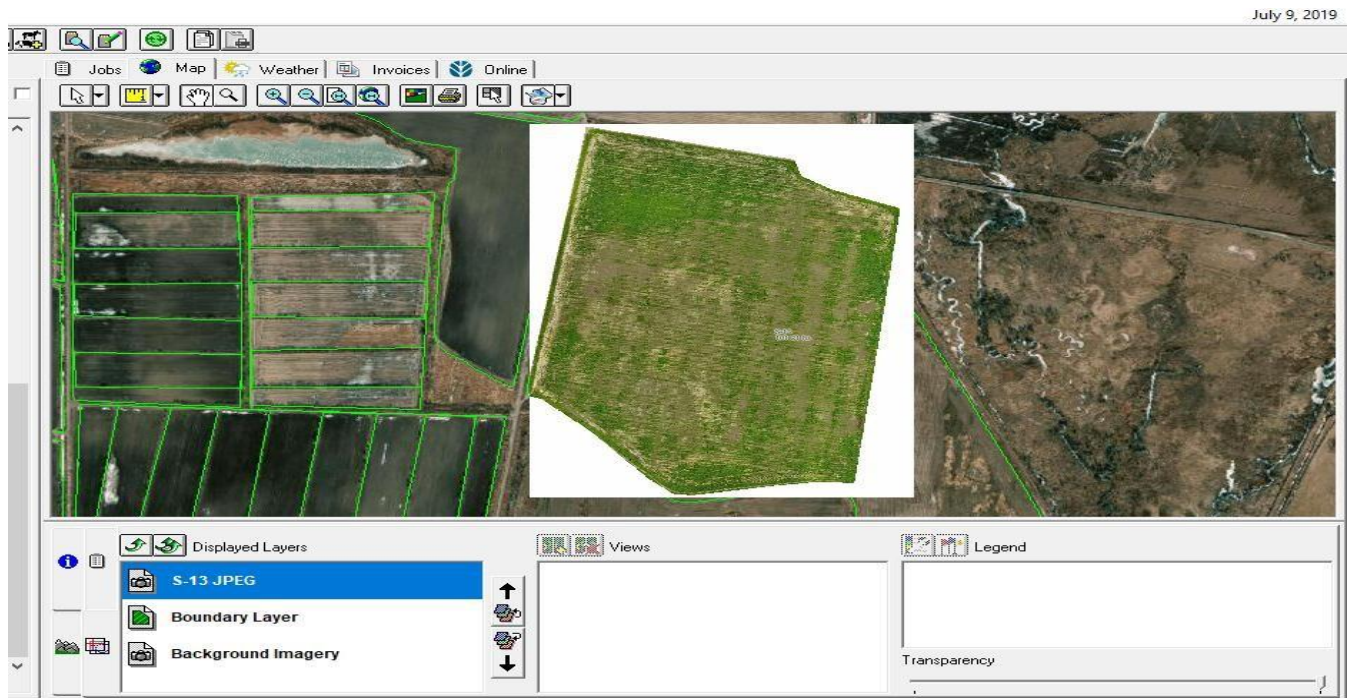 July 9, 2019
Jobs Map Weather Invoices Online
Displayed Layers
S-13 JPEG
Boundary Layer
Background Imagery
Views
Legend
Transparency